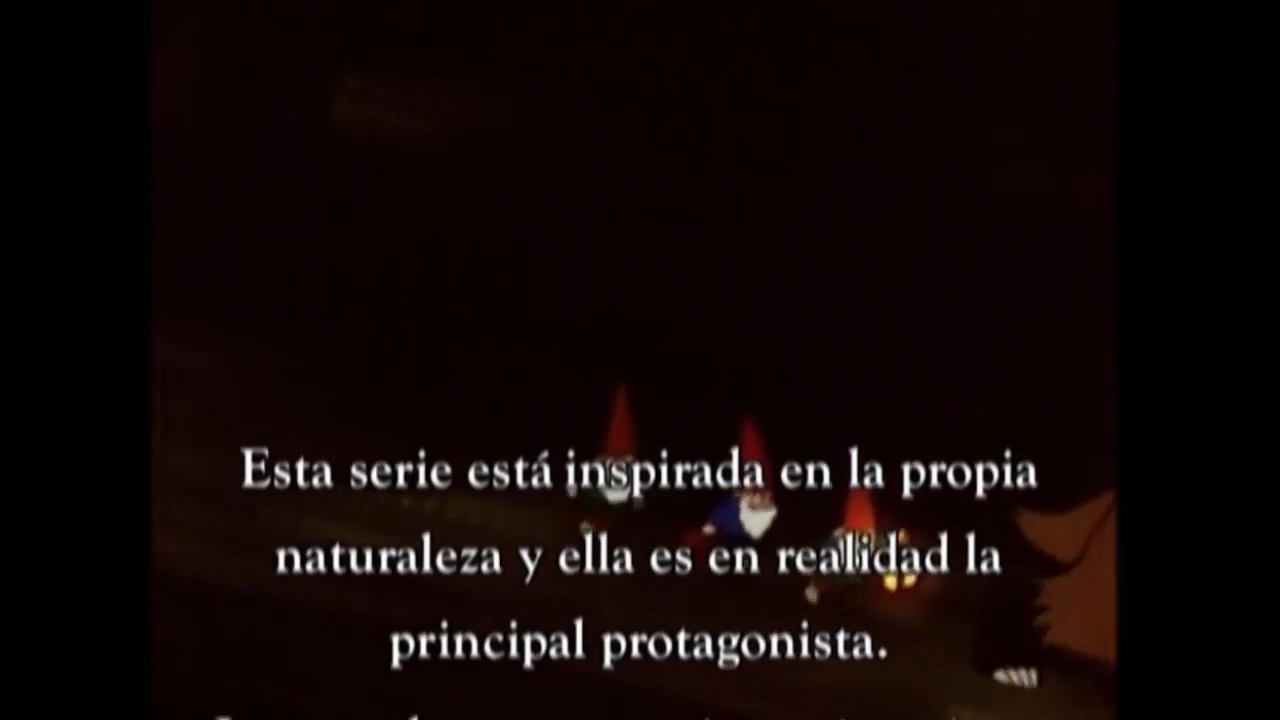 Esta serie está inspirada en la propia
naturaleza y ella es en realidad la
principal protagonista.